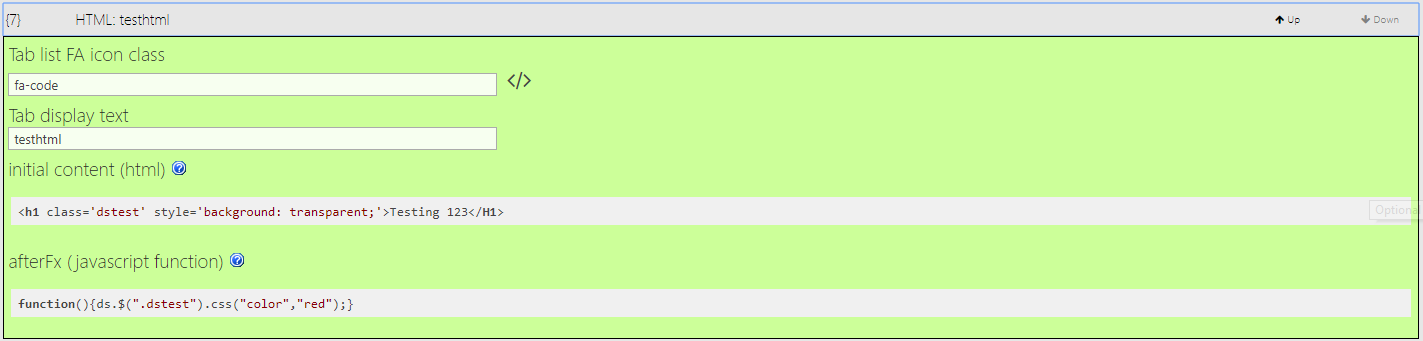 {7} HTML: testhtml Up Down
Tab list FA icon class
fa-code </>
Tab display text
testhtml
initial content (html)
<h1 class='dstest' style='background: transparent;'>Testing 123</H1>
Optiona
afterFx (javascript function)
function(){ds.$(".dstest").css("color","red");}